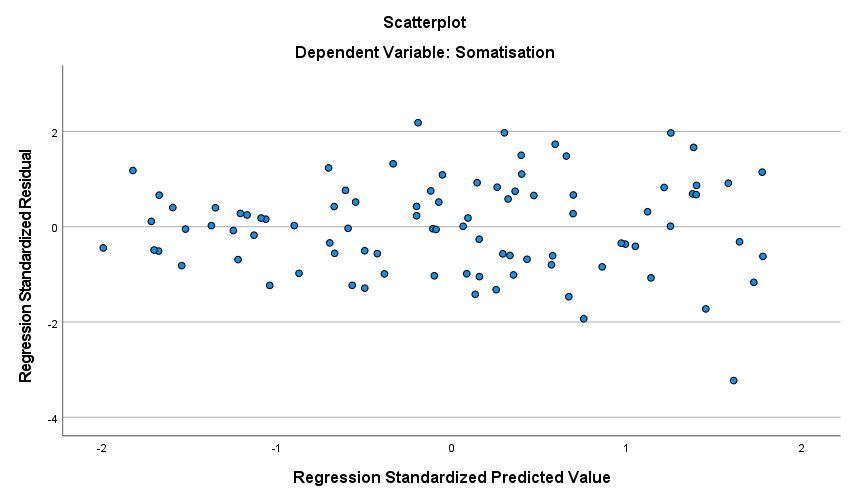 Scatterplot
Dependent Variable: Somatisation
Regression Standardized Residual
2
0
-2
-4
-2
-1
0
1
2
Regression Standardized Predicted Value